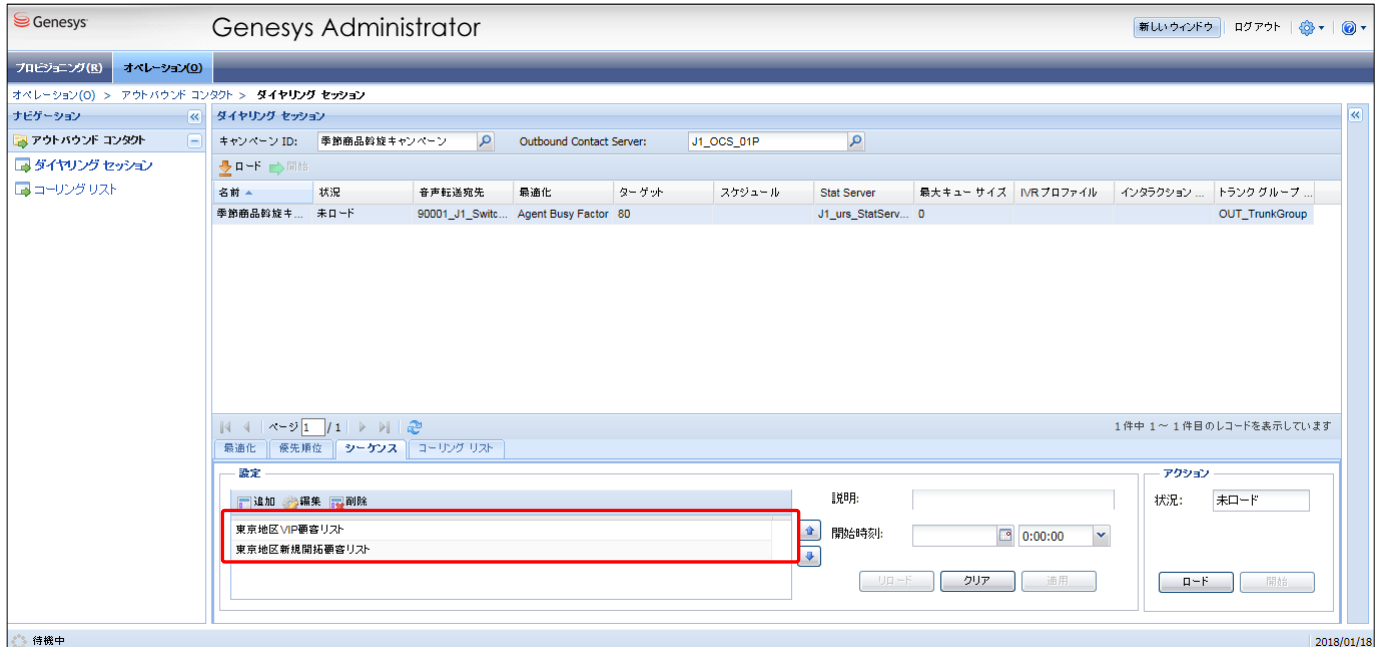 Genesys
Genesys Administrator
新しいウィンドウ ログアウト
プロビジョニング(R) オペレーション(O)
オペレーション(O) > アウトバウンド コンタクト > ダイヤリング セッション
ナビゲーション
アウトバウンド コンタクト
ダイヤリング セッション
コーリング リスト
ダイヤリング セッション
キャンペーン ID: 季節商品斡旋キャンペーン Outbound Contact Server: J1_OCS_01P
ロード 開始
名前 状況 音声転送宛先 最適化 ターゲット スケジュール Stat Server 最大キュー サイズ IVR プロファイル インタラクション ... トランク グループ ...
季節商品斡旋キ... 未ロード 90001_J1_Switc... Agent Busy Factor 80 J1_urs_StatServ... 0 OUT_TrunkGroup
ページ 1 / 1
1 件中 1 ～ 1 件目のレコードを表示しています
最適化 優先順位 シーケンス コーリング リスト
設定
追加 編集 削除
東京地区VIP顧客リスト
東京地区新規開拓顧客リスト
説明:
開始時刻: 0:00:00
リロード クリア 適用
アクション
状況: 未ロード
ロード 開始
待機中
2018/01/18